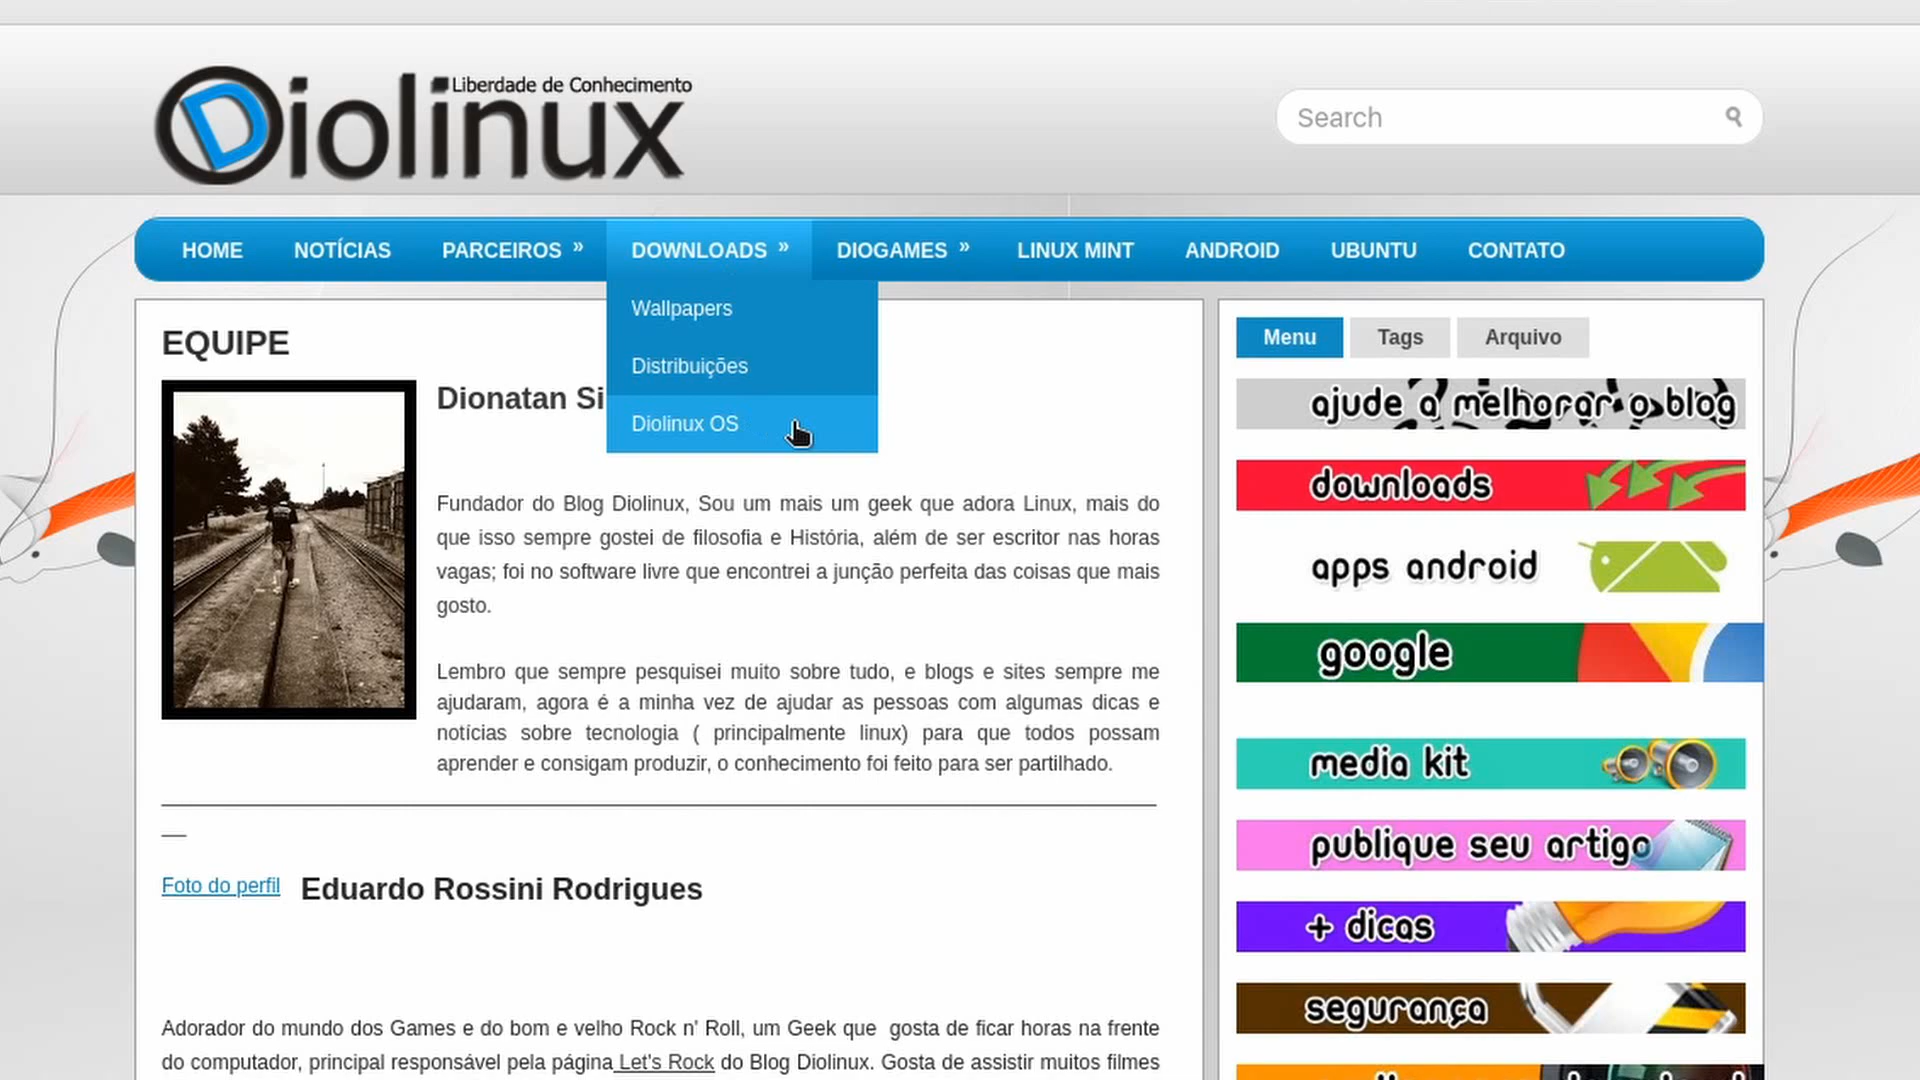 Diolinux
Liberdade de Conhecimento
Search
HOME NOTÍCIAS PARCEIROS » DOWNLOADS » DIOGAMES » LINUX MINT ANDROID UBUNTU CONTATO
Wallpapers
Distribuições
Diolinux OS
EQUIPE
Dionatan Si
Fundador do Blog Diolinux, Sou um mais um geek que adora Linux, mais do
que isso sempre gostei de filosofia e História, além de ser escritor nas horas
vagas; foi no software livre que encontrei a junção perfeita das coisas que mais
gosto.
Lembro que sempre pesquisei muito sobre tudo, e blogs e sites sempre me
ajudaram, agora é a minha vez de ajudar as pessoas com algumas dicas e
notícias sobre tecnologia ( principalmente linux) para que todos possam
aprender e consigam produzir, o conhecimento foi feito para ser partilhado.
Foto do perfil Eduardo Rossini Rodrigues
Adorador do mundo dos Games e do bom e velho Rock n' Roll, um Geek que gosta de ficar horas na frente
do computador, principal responsável pela página Let's Rock do Blog Diolinux. Gosta de assistir muitos filmes
Menu Tags Arquivo
ajude a melhorar o blog
downloads
apps android
google
media kit
publique seu artigo
+ dicas
segurança